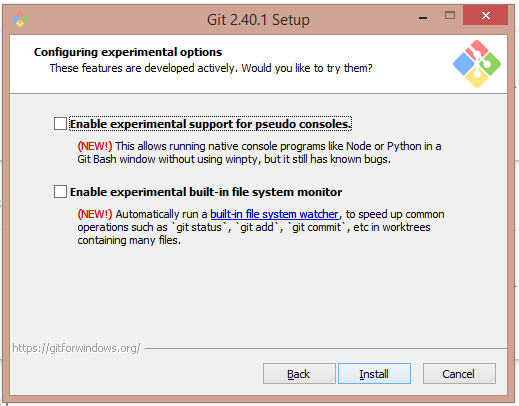 Git 2.40.1 Setup
Configuring experimental options
These features are developed actively. Would you like to try them?
Enable experimental support for pseudo consoles.
(NEW!) This allows running native console programs like Node or Python in a
Git Bash window without using winpty, but it still has known bugs.
Enable experimental built-in file system monitor
(NEW!) Automatically run a built-in file system watcher, to speed up common
operations such as `git status`, `git add`, `git commit`, etc in worktrees
containing many files.
https://gitforwindows.org/
Back Install Cancel